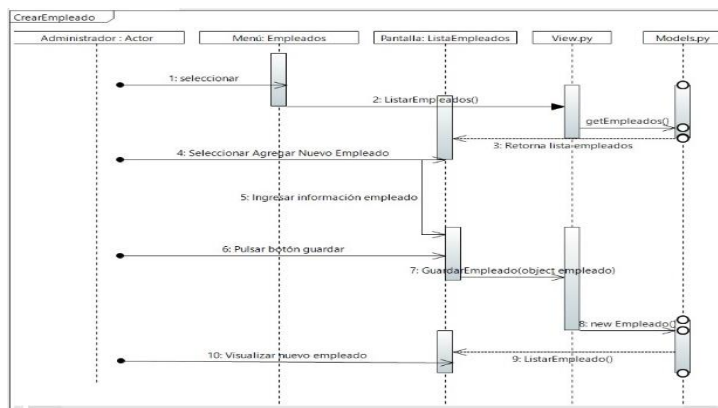 CrearEmpleado
Administrador : Actor
Menú: Empleados
Pantalla: ListaEmpleados
View.py
Models.py
1: seleccionar
2: ListarEmpleados()
getEmpleados()
3: Retorna lista empleados
4: Seleccionar Agregar Nuevo Empleado
5: Ingresar información empleado
6: Pulsar botón guardar
7: GuardarEmpleado(object empleado)
8: new Empleado()
9: ListarEmpleado()
10: Visualizar nuevo empleado